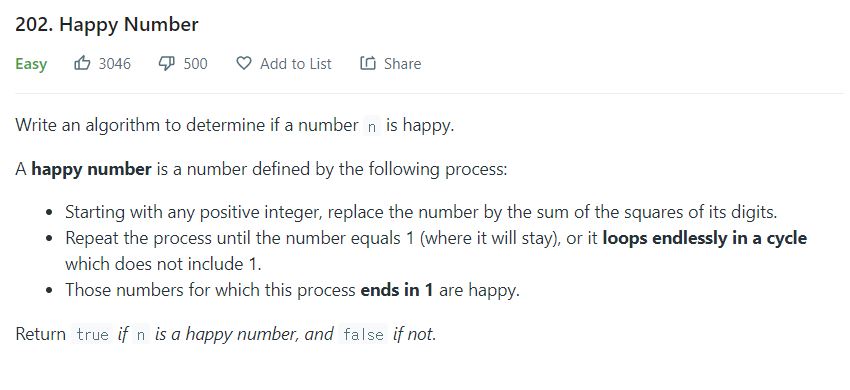 202. Happy Number
Easy 3046 500 Add to List Share
Write an algorithm to determine if a number n is happy.
A happy number is a number defined by the following process:
• Starting with any positive integer, replace the number by the sum of the squares of its digits.
• Repeat the process until the number equals 1 (where it will stay), or it loops endlessly in a cycle
which does not include 1.
• Those numbers for which this process ends in 1 are happy.
Return true if n is a happy number, and false if not.